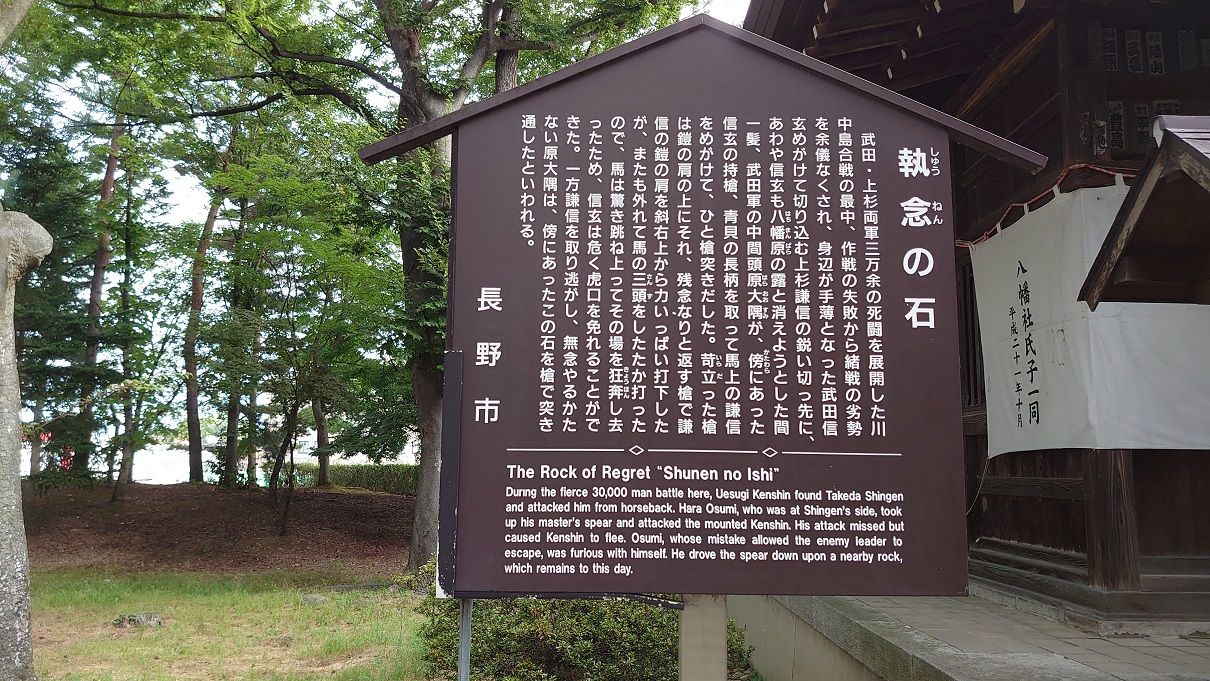 執念の石
武田・上杉両軍三万余の死闘を展開した川
中島合戦の最中、作戦の失敗から緒戦の劣勢
を余儀なくされ、身辺が手薄となった武田信
玄めがけて切り込む上杉謙信の鋭い切っ先に、
あわや信玄も八幡原の露と消えようとした間
一髪、武田軍の中間頭原大隅が、傍にあった
信玄の持槍、青貝の長柄を取って馬上の謙信
をめがけて、ひと槍突きだした。苛立った槍
は鎧の肩の上にそれ、残念なりと返す槍で謙
信の鎧の肩を斜右上から力いっぱい打下した
が、またも外れて馬の三頭をしたたか打った
ので、馬は驚き跳ね上ってその場を狂奔し去
ったため、信玄は危く虎口を免れることがで
きた。一方謙信を取り逃がし、無念やるかた
ない原大隅は、傍にあったこの石を槍で突き
通したといわれる。
長野市
The Rock of Regret "Shunen no Ishi"
During the fierce 30,000 man battle here, Uesugi Kenshin found Takeda Shingen
and attacked him from horseback. Hara Osumi, who was at Shingen's side, took
up his master's spear and attacked the mounted Kenshin. His attack missed but
caused Kenshin to flee. Osumi, whose mistake allowed the enemy leader to
escape, was furious with himself. He drove the spear down upon a nearby rock,
which remains to this day.
八幡社氏子一同
平成二十一年十月